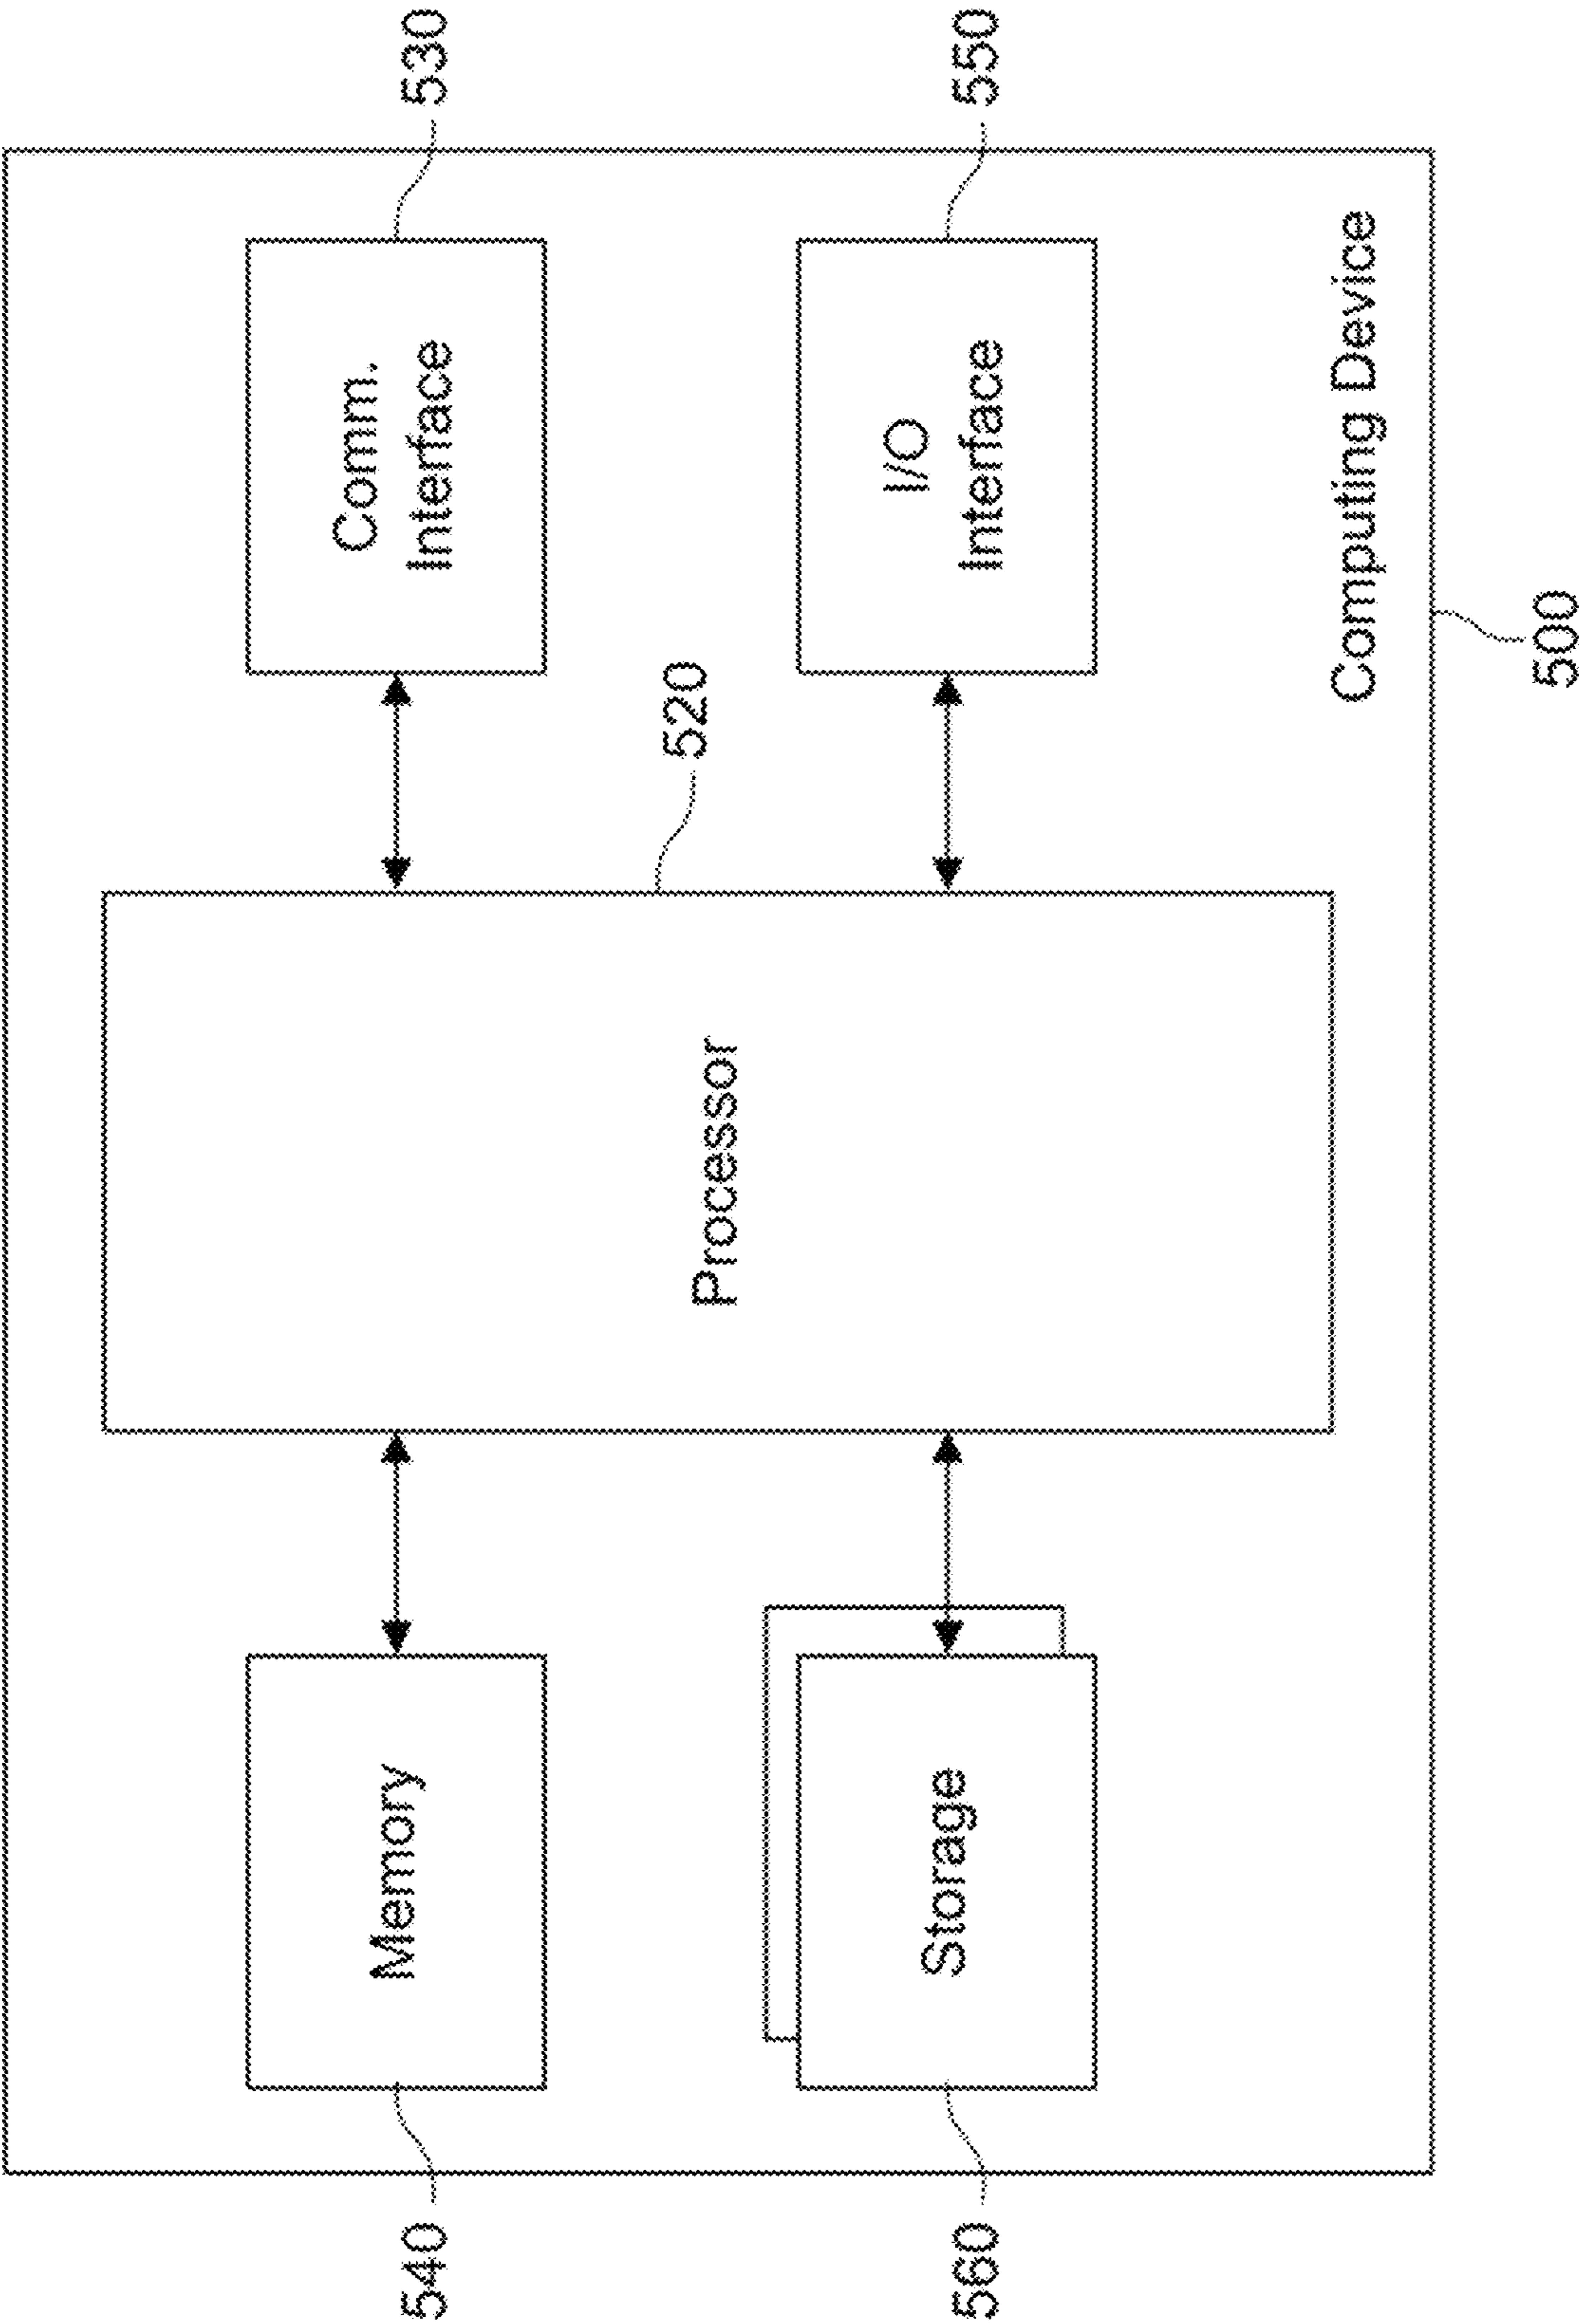 540
Memory
Processor
520
Comm.
Interface
530
560
Storage
I/O
Interface
550
Computing Device
500